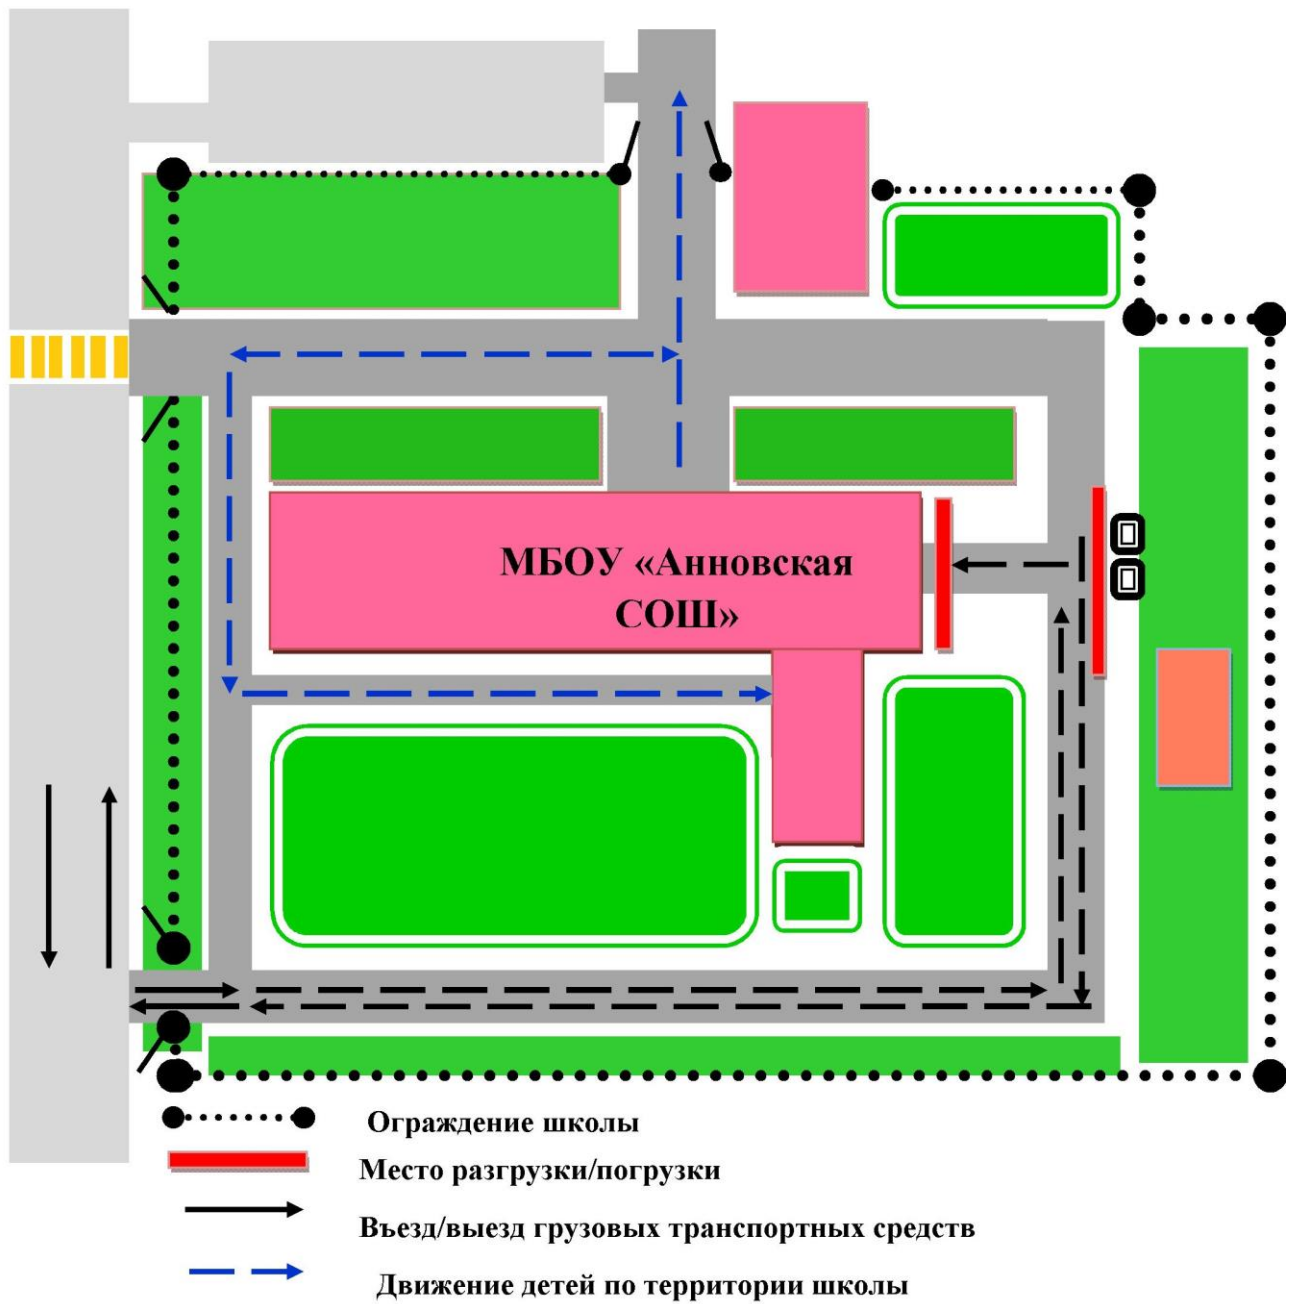 МБОУ «Анновская
СОШ»
Ограждение школы
Место разгрузки/погрузки
Въезд/выезд грузовых транспортных средств
Движение детей по территории школы